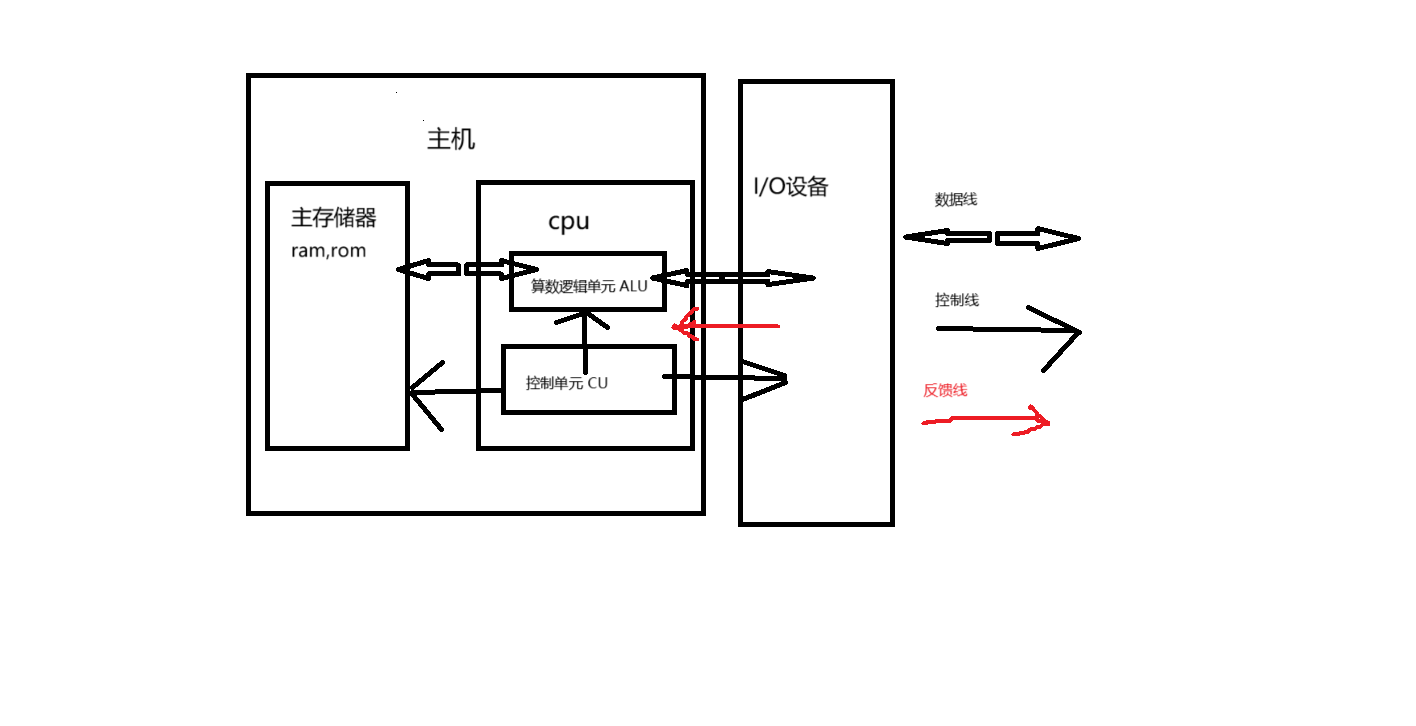 主机
主存储器
ram,rom
cpu
算数逻辑单元 ALU
控制单元 CU
I/O设备
数据线
控制线
反馈线